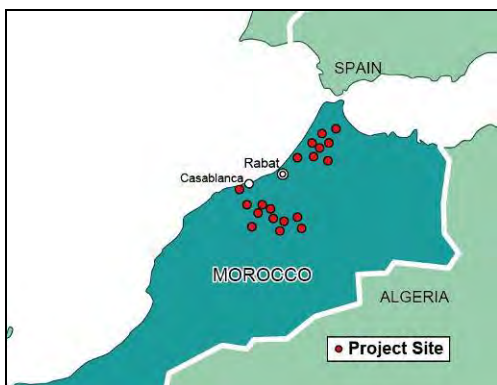 SPAIN
Rabat
Casablanca
MOROCCO
ALGERIA
Project Site